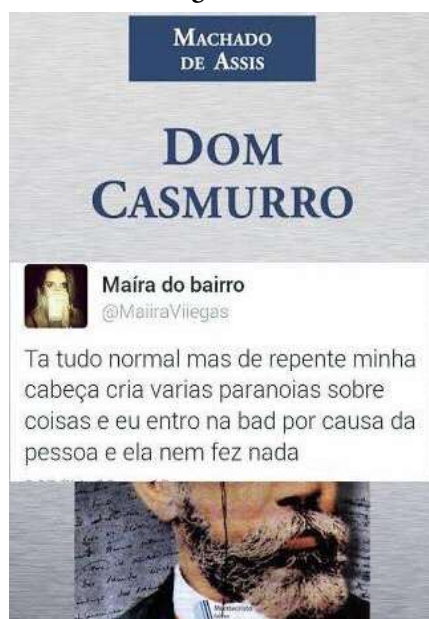 MACHADO
DE ASSIS
DOM
CASMURRO
Maíra do bairro
@MaiiraViiegas
Ta tudo normal mas de repente minha
cabeça cria varias paranoias sobre
coisas e eu entro na bad por causa da
pessoa e ela nem fez nada
Montecristo